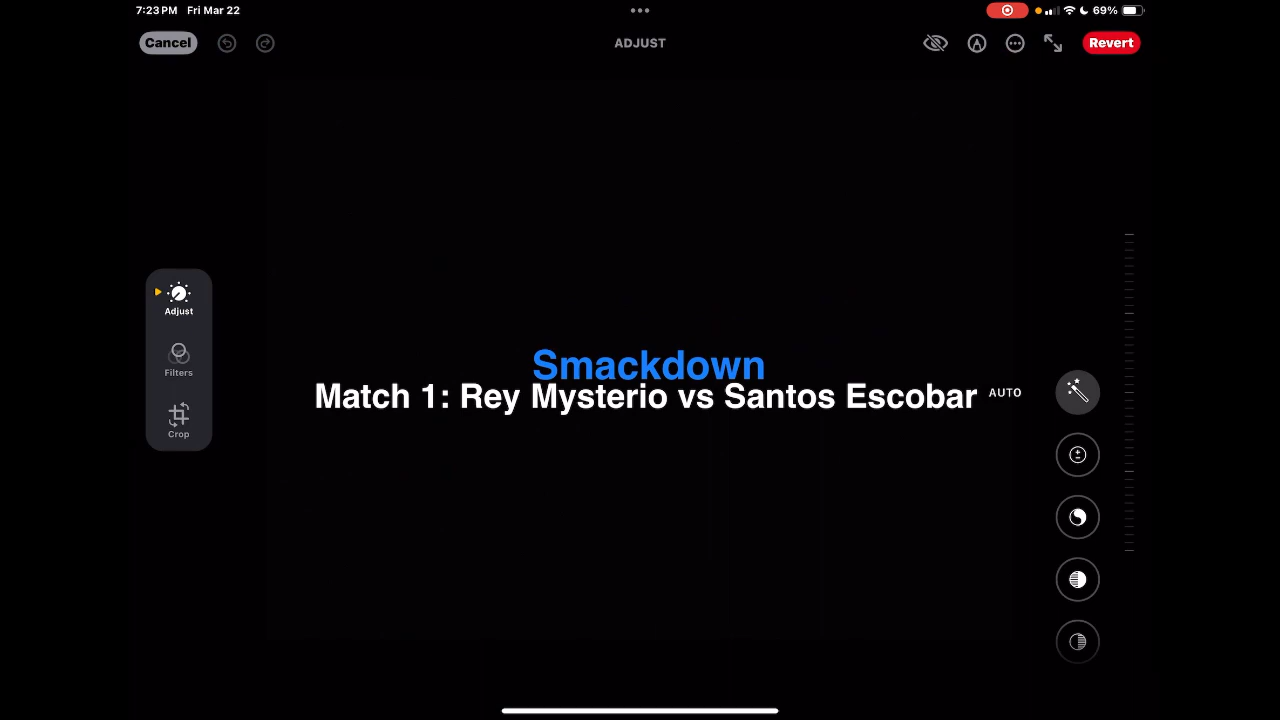 7:23 PM Fri Mar 22
69%
Cancel
ADJUST
Revert
Adjust
Filters
Crop
Smackdown
Match 1: Rey Mysterio vs Santos Escobar
AUTO